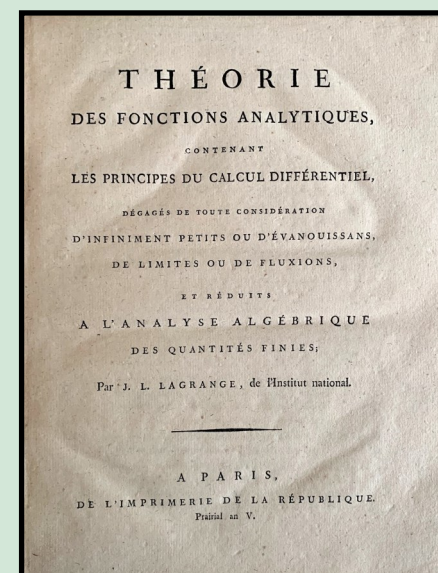 THÉORIE
DES FONCTIONS ANALYTIQUES,
CONTENANT
LES PRINCIPES DU CALCUL DIFFÉRENTIEL,
DÉGAGÉS DE TOUTE CONSIDÉRATION
D'INFINIMENT PETITS OU D'ÉVANOUISSANS,
DE LIMITES OU DE FLUXIONS,
ET RÉDUITS
A L'ANALYSE ALGÉBRIQUE
DES QUANTITÉS FINIES;
Par J. L. LAGRANGE, de l'Institut national.
A PARIS,
DE L'IMPRIMERIE DE LA RÉPUBLIQUE.
Prairial an V.